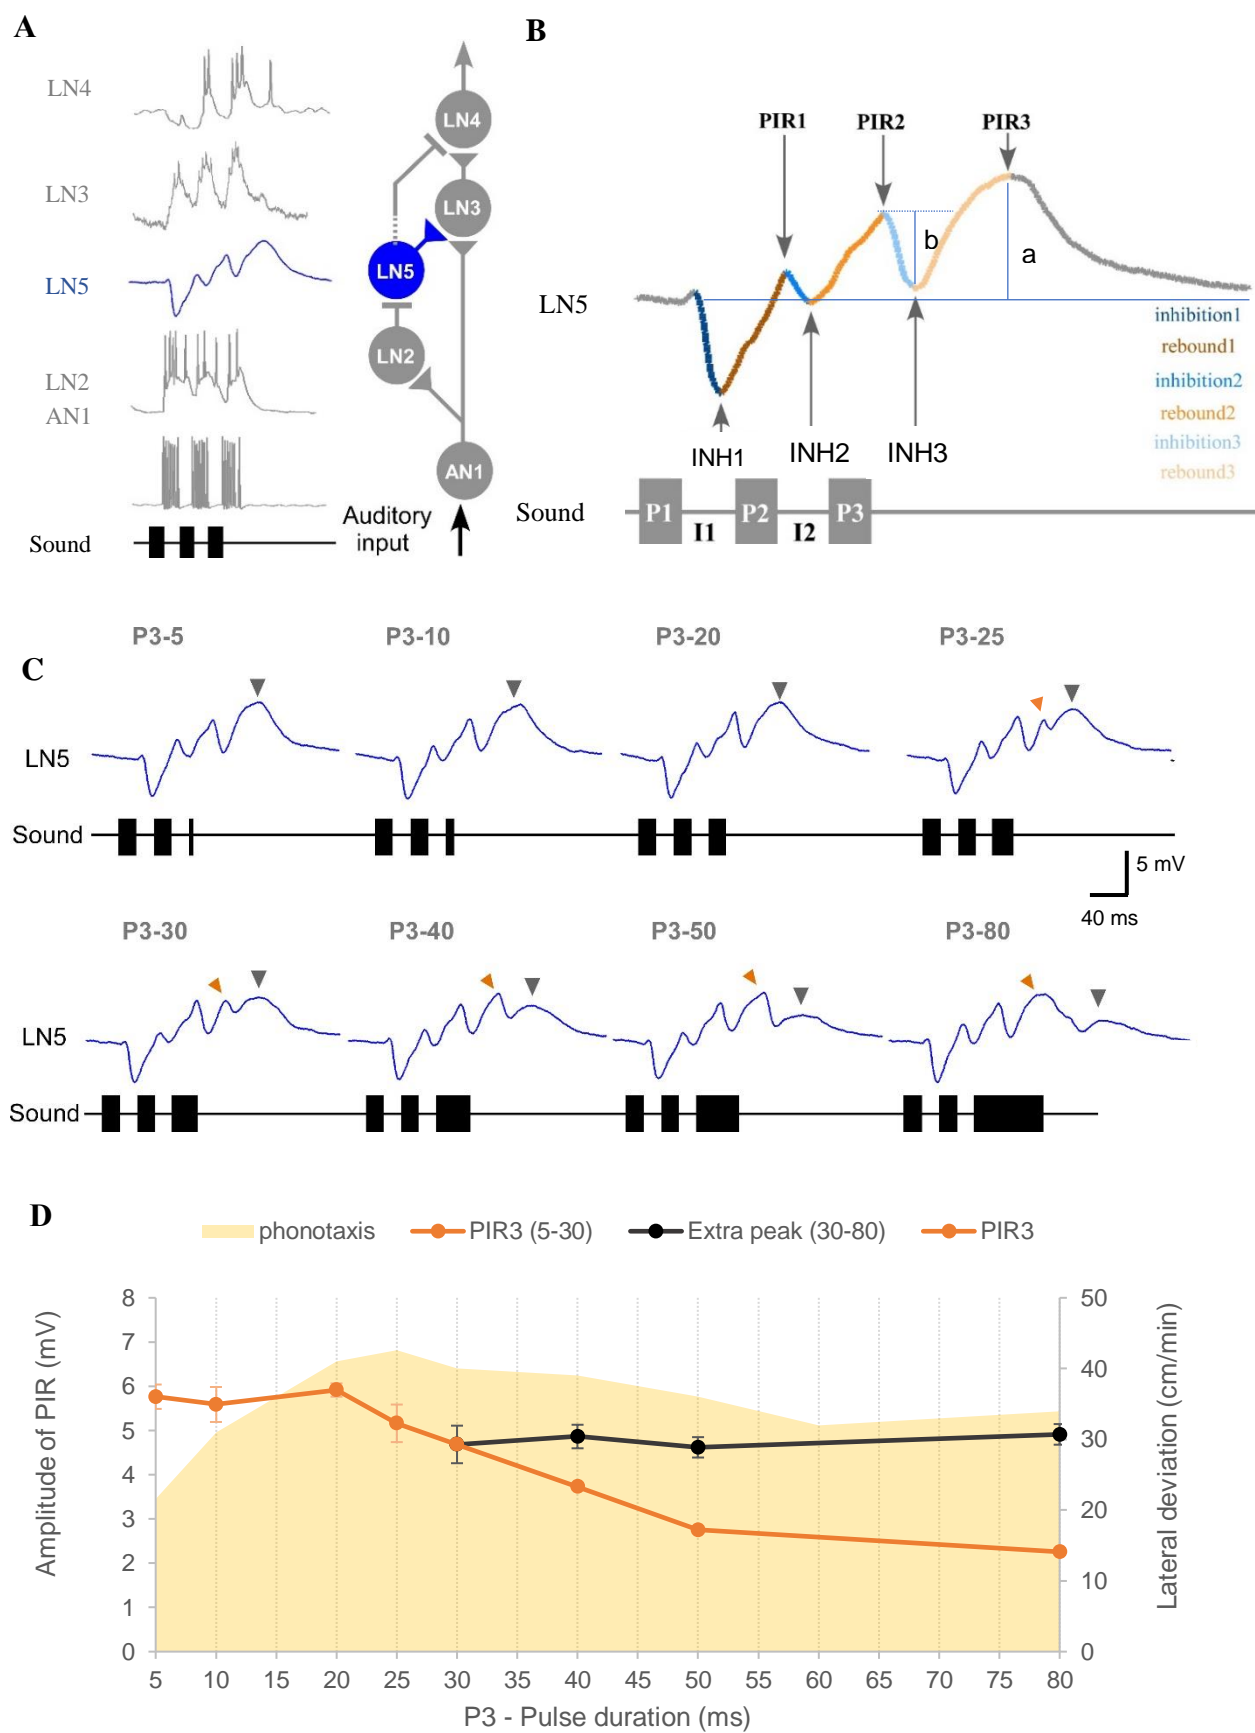 A
B
LN4
LN3
LN5
LN2
AN1
Sound
LN4
LN3
LN5
LN2
AN1
Auditory
input
PIR1
PIR2
PIR3
b
a
LN5
INH1
INH2
INH3
inhibition1
rebound1
inhibition2
rebound2
inhibition3
rebound3
Sound
P1
I1
P2
I2
P3
C
P3-5
P3-10
P3-20
P3-25
LN5
Sound
5 mV
40 ms
P3-30
P3-40
P3-50
P3-80
LN5
Sound
D
phonotaxis
PIR3 (5-30)
Extra peak (30-80)
PIR3
Amplitude of PIR (mV)
8
7
6
5
4
3
2
1
0
50
40
30
20
10
0
Lateral deviation (cm/min)
5 10 15 20 25 30 35 40 45 50 55 60 65 70 75 80
P3 - Pulse duration (ms)